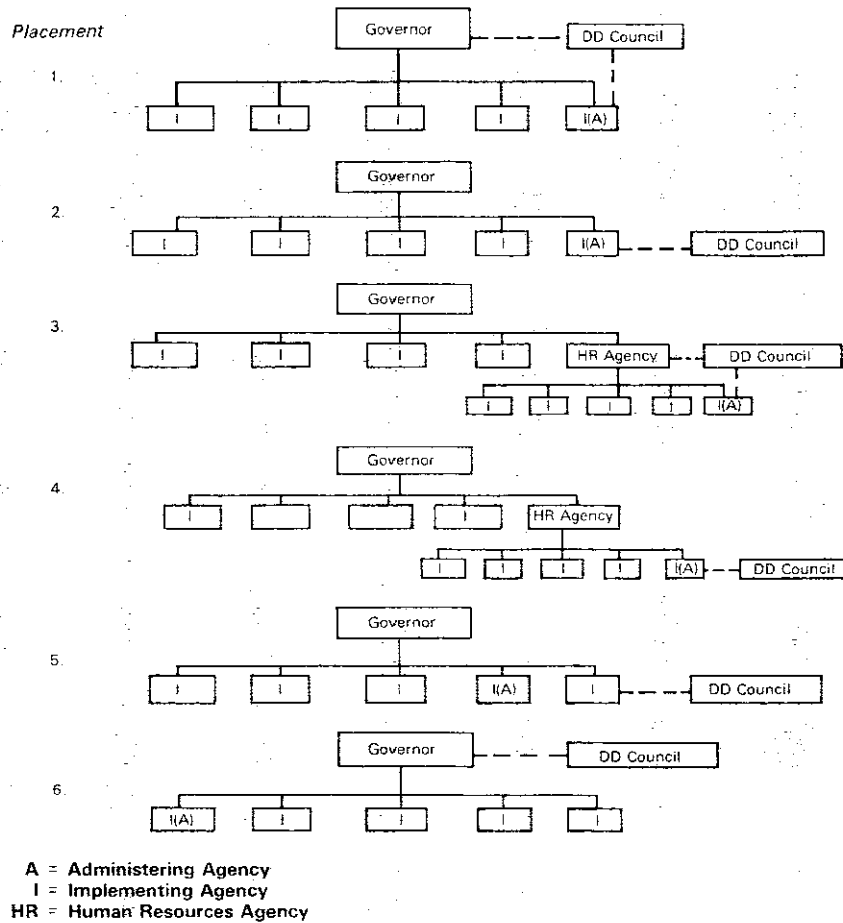 Placement
Governor
DD Council
1.
I I I I I(A)
Governor
2.
I I I I I(A) DD Council
Governor
3.
I I I I HR Agency DD Council
I I I I I(A)
Governor
4.
I I HR Agency
I I I I I(A) DD Council
Governor
5.
I I I I(A) I DD Council
Governor DD Council
6.
I(A) I I I I
A = Administering Agency
I = Implementing Agency
HR = Human Resources Agency